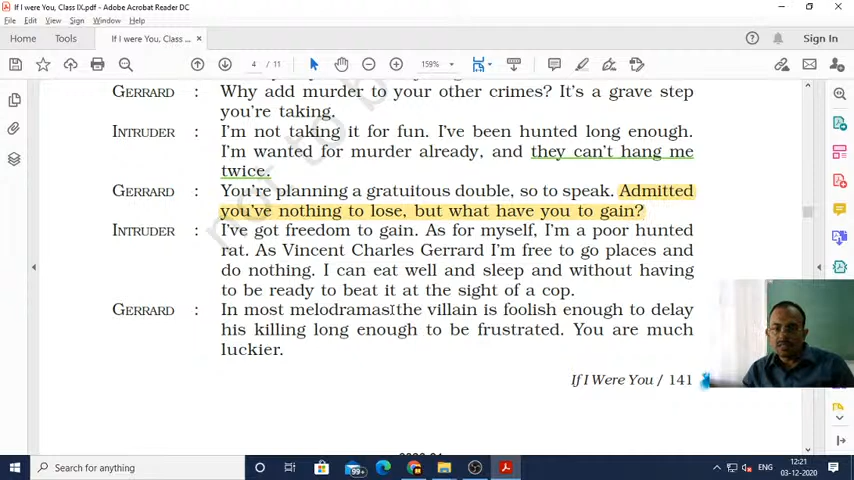 If I were You, Class IX.pdf - Adobe Acrobat Reader DC
File Edit View Sign Window Help
Home Tools If I were You, Class ... × Sign In
4 / 11 159%
GERRARD : Why add murder to your other crimes? It's a grave step
you're taking.
INTRUDER : I'm not taking it for fun. I've been hunted long enough.
I'm wanted for murder already, and they can't hang me
twice.
GERRARD : You're planning a gratuitous double, so to speak. Admitted
you've nothing to lose, but what have you to gain?
INTRUDER : I've got freedom to gain. As for myself, I'm a poor hunted
rat. As Vincent Charles Gerrard I'm free to go places and
do nothing. I can eat well and sleep and without having
to be ready to beat it at the sight of a cop.
GERRARD : In most melodramas the villain is foolish enough to delay
his killing long enough to be frustrated. You are much
luckier.
If I Were You / 141
not to b
Search for anything
99+
ENG
12:21
03-12-2020